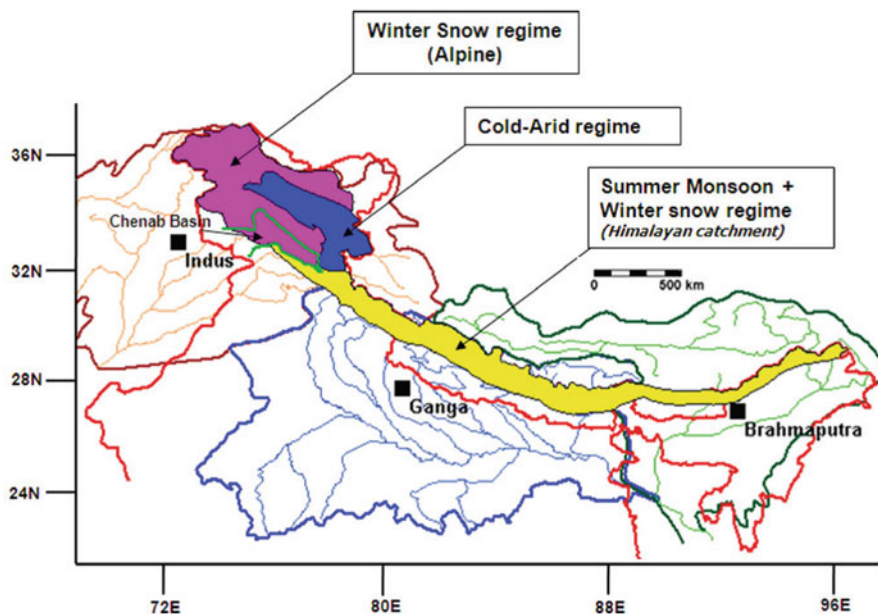 Winter Snow regime
(Alpine)
Cold-Arid regime
Summer Monsoon +
Winter snow regime
(Himalayan catchment)
36N
Chenab Basin
Indus
32N
0
500 km
28N
Ganga
Brahmaputra
24N
72E
80E
88E
96E